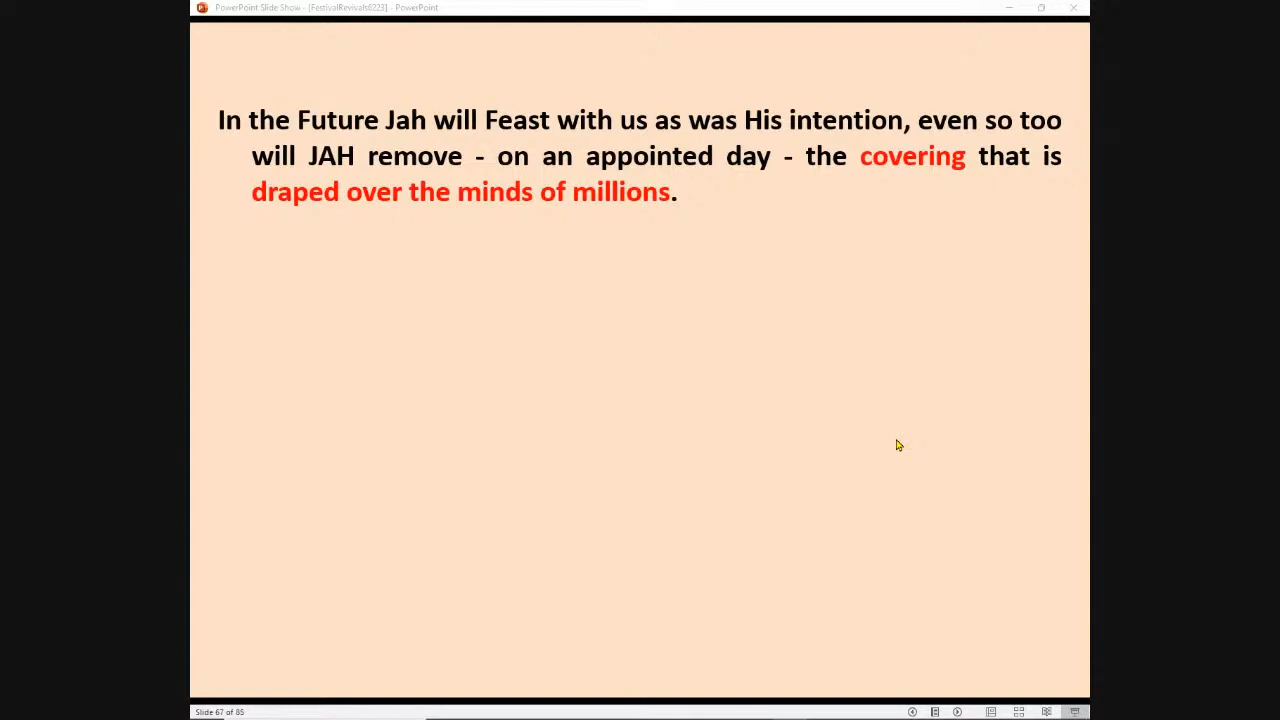 PowerPoint Slide Show - [FestivalRevivals6223] - PowerPoint
In the Future Jah will Feast with us as was His intention, even so too
will JAH remove - on an appointed day - the covering that is
draped over the minds of millions.
Slide 67 of 85